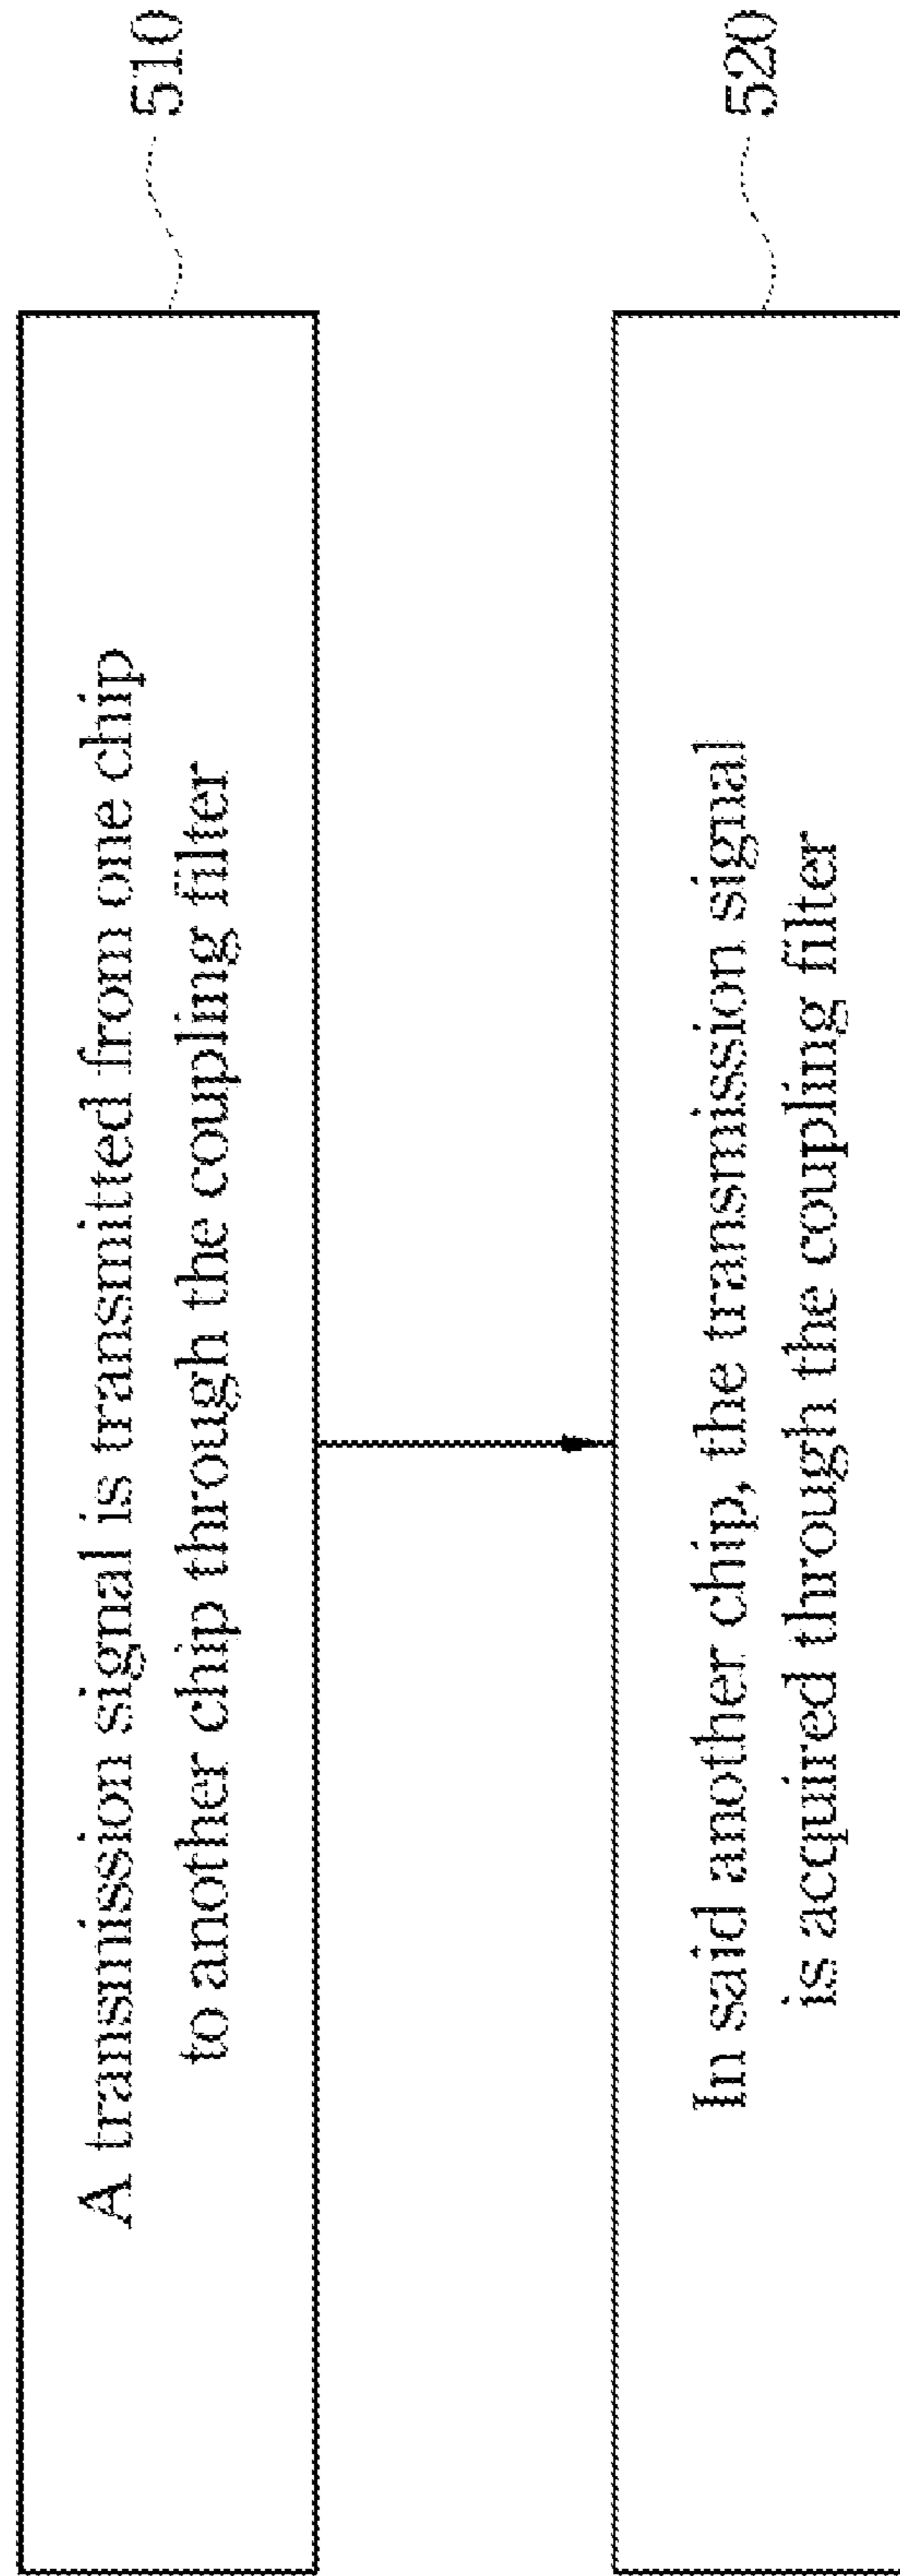 A transmission signal is transmitted from one chip
to another chip through the coupling filter
510
In said another chip, the transmission signal
is acquired through the coupling filter
520